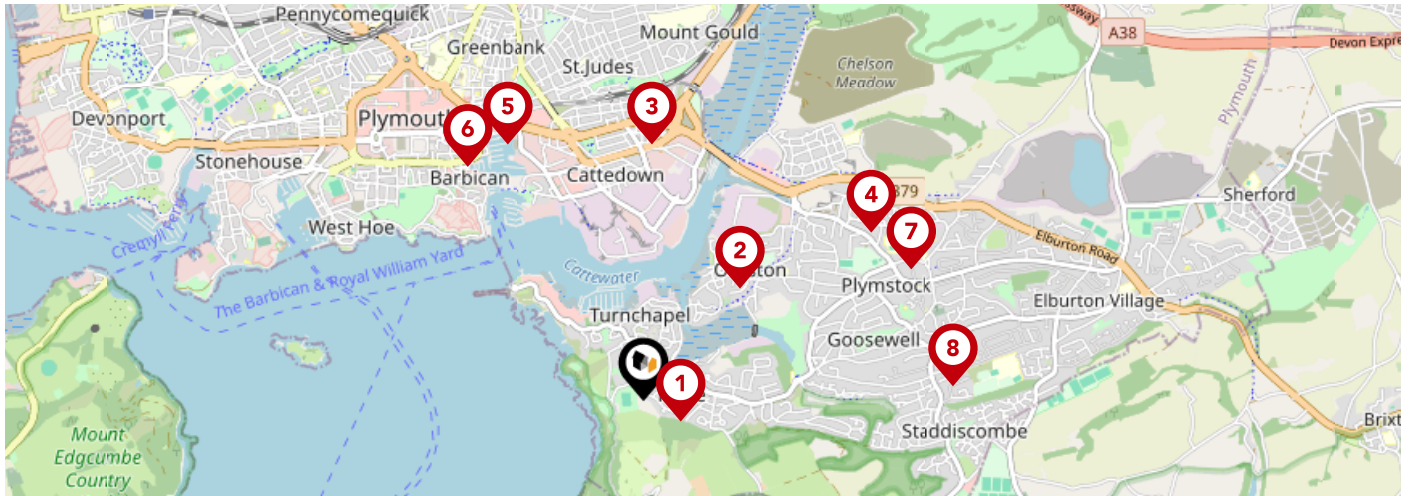 Pennycomequick
Greenbank
Mount Gould
A38
Devon Expre
St.Judes
Chelson
Meadow
Plymouth
Devonport
Plymout
5
3
6
Stonehouse
Barbican
Cattedown
4
379
Sherford
Cremyll Ferry
West Hoe
7
Elburton Road
The Barbican & Royal William Yard
Cattewater
2
Plymstock
Elburton Village
Turnchapel
Goosewell
8
1
Brixt
Staddiscombe
Mount
Edgcumbe
Country